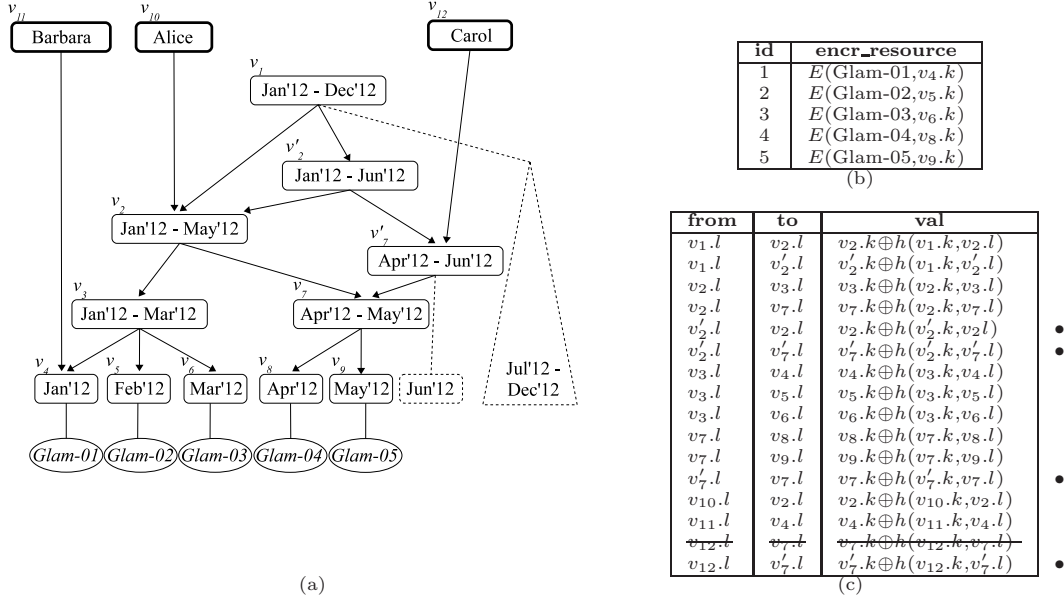 v₁₁ v₁₀ v₁₂
Barbara Alice Carol
v₁
Jan'12 - Dec'12
v'₂
Jan'12 - Jun'12
v₂
Jan'12 - May'12
v'₇
Apr'12 - Jun'12
v₃ v₇
Jan'12 - Mar'12 Apr'12 - May'12
v₄ v₅ v₆ v₈ v₉
Jan'12 Feb'12 Mar'12 Apr'12 May'12 Jun'12
Jul'12 -
Dec'12
Glam-01 Glam-02 Glam-03 Glam-04 Glam-05
(a)
id encr_resource
1 E(Glam-01,v₄.k)
2 E(Glam-02,v₅.k)
3 E(Glam-03,v₆.k)
4 E(Glam-04,v₈.k)
5 E(Glam-05,v₉.k)
(b)
from to val
v₁.l v₂.l v₂.k⊕h(v₁.k,v₂.l)
v₁.l v′₂.l v′₂.k⊕h(v₁.k,v′₂.l)
v₂.l v₃.l v₃.k⊕h(v₂.k,v₃.l)
v₂.l v₇.l v₇.k⊕h(v₂.k,v₇.l)
v′₂.l v₂.l v₂.k⊕h(v′₂.k,v₂l) •
v′₂.l v′₇.l v′₇.k⊕h(v′₂.k,v′₇.l) •
v₃.l v₄.l v₄.k⊕h(v₃.k,v₄.l)
v₃.l v₅.l v₅.k⊕h(v₃.k,v₅.l)
v₃.l v₆.l v₆.k⊕h(v₃.k,v₆.l)
v₇.l v₈.l v₈.k⊕h(v₇.k,v₈.l)
v₇.l v₉.l v₉.k⊕h(v₇.k,v₉.l)
v′₇.l v₇.l v₇.k⊕h(v′₇.k,v₇.l) •
v₁₀.l v₂.l v₂.k⊕h(v₁₀.k,v₂.l)
v₁₁.l v₄.l v₄.k⊕h(v₁₁.k,v₄.l)
v₁₂.l v₇.l v₇.k⊕h(v₁₂.k,v₇.l)
v₁₂.l v′₇.l v′₇.k⊕h(v₁₂.k,v′₇.l) •
(c)